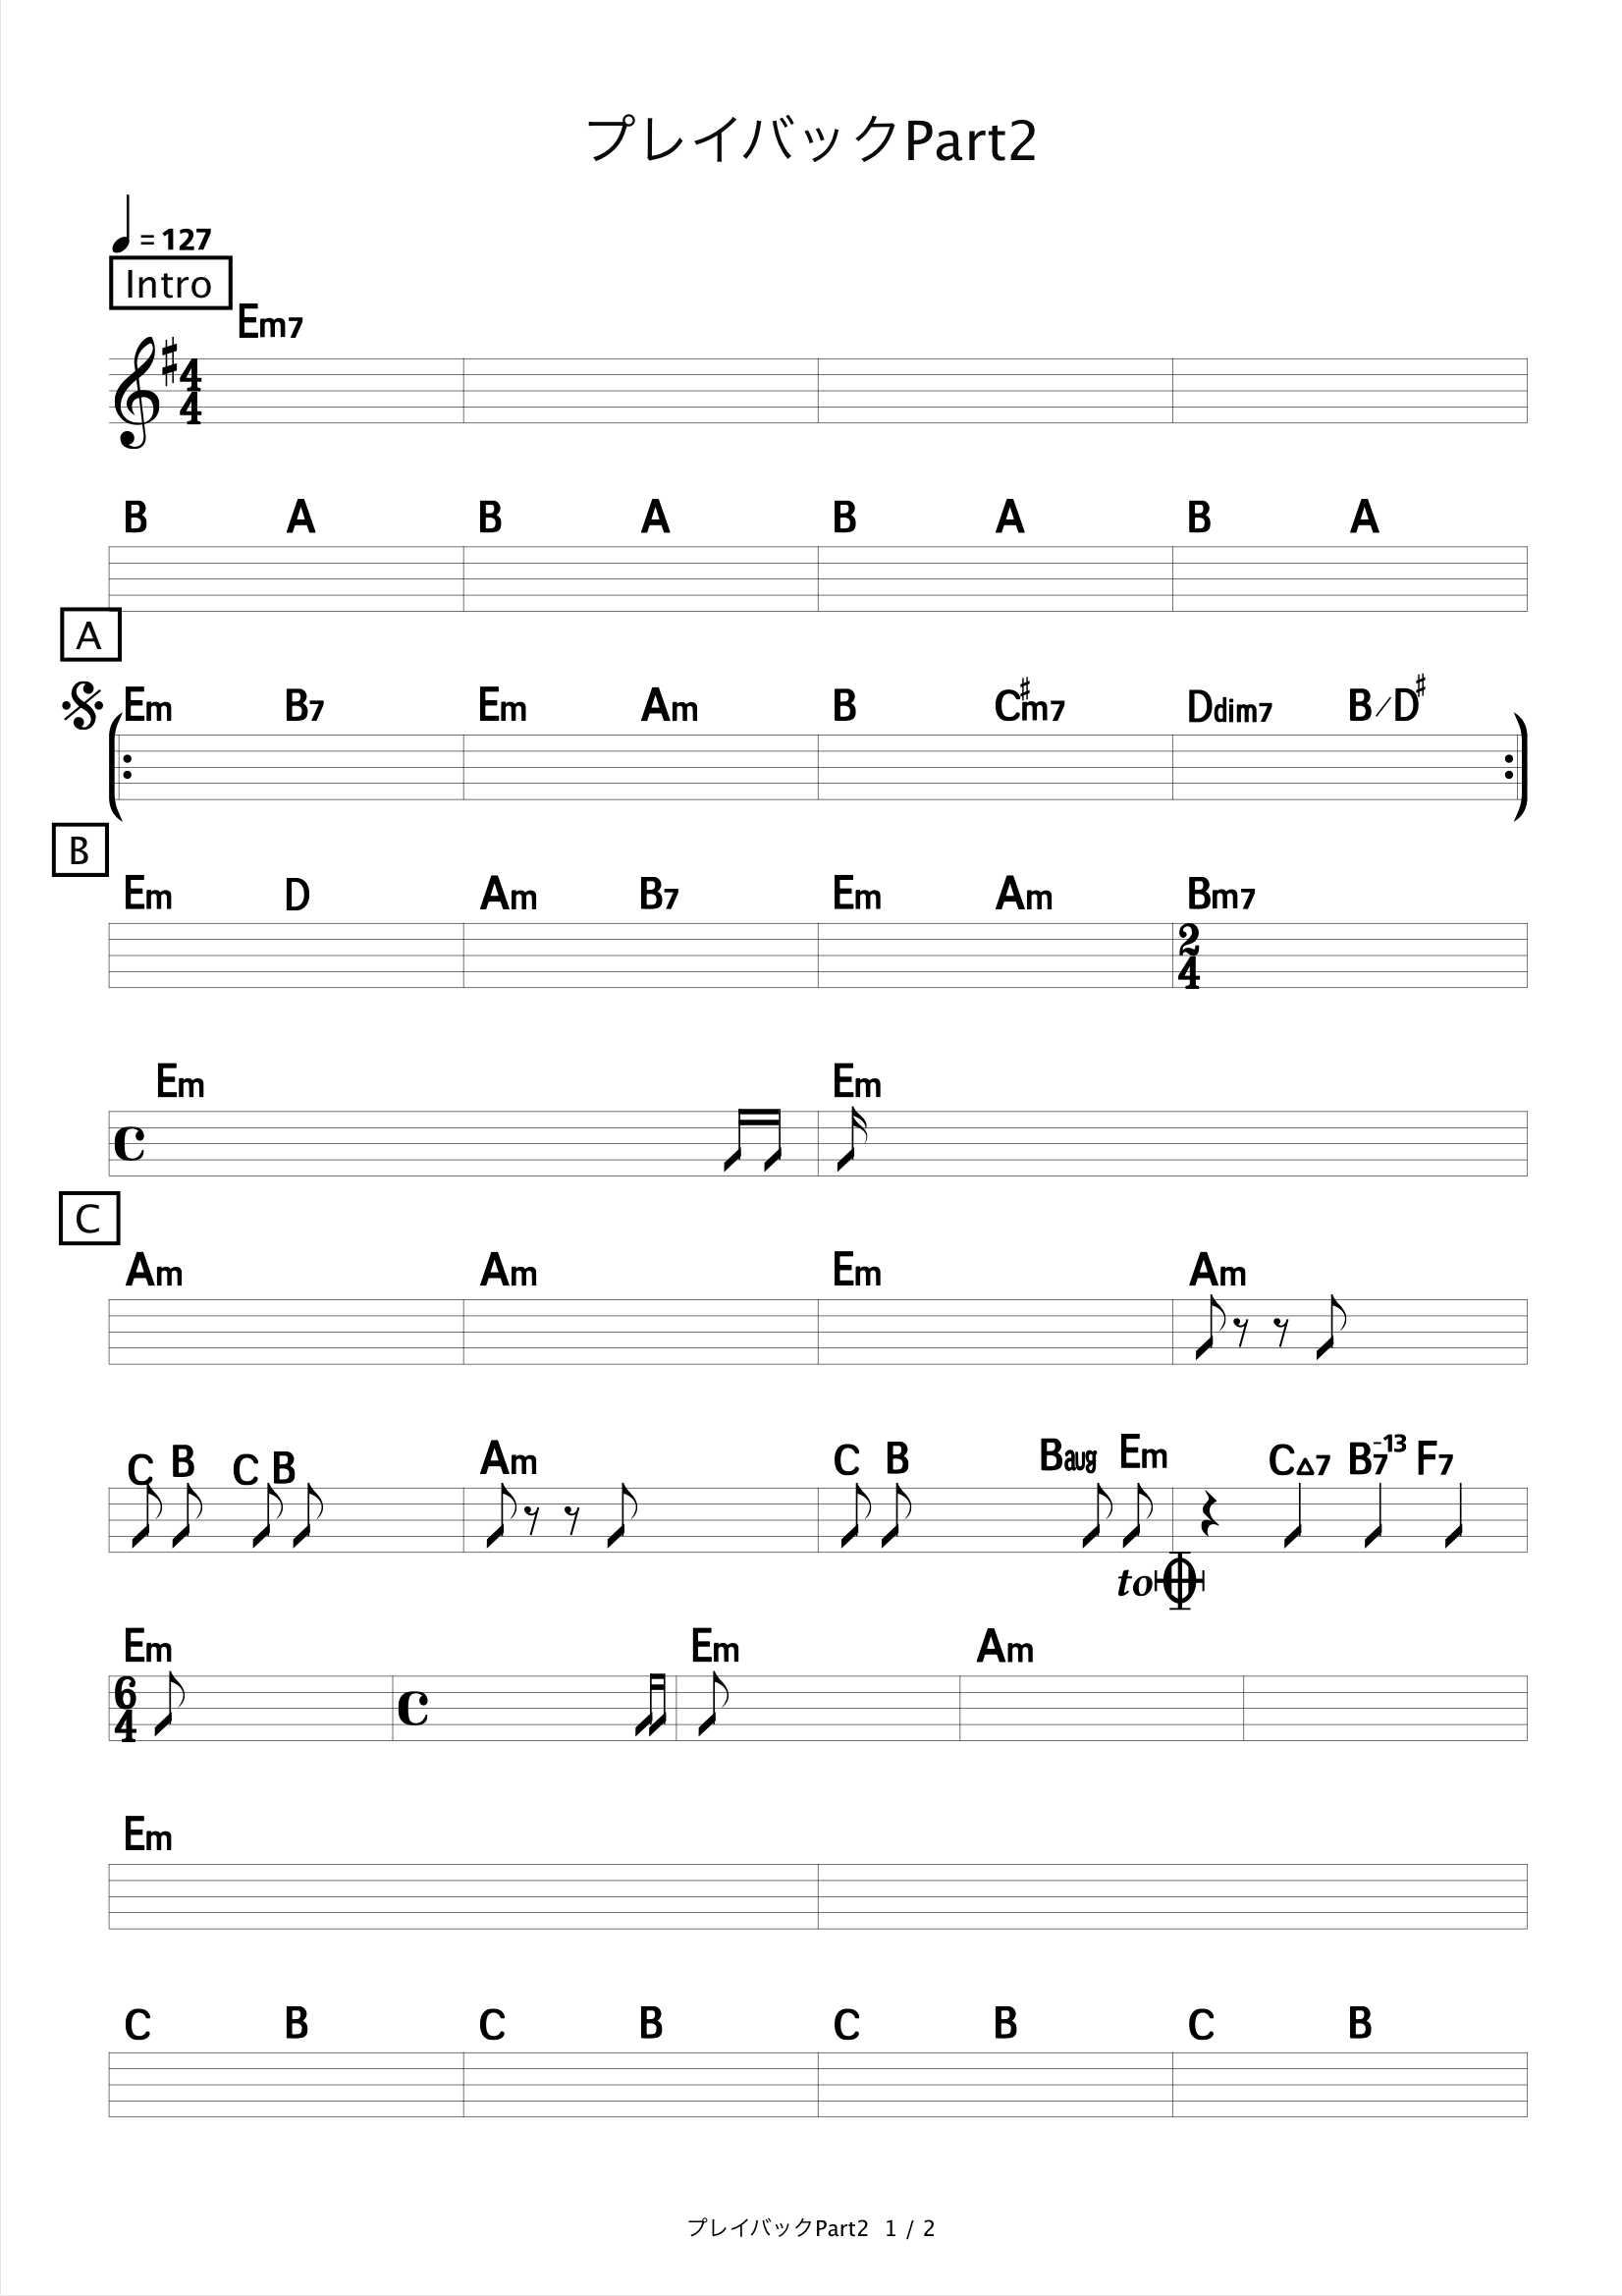 プレイバックPart2
= 127
Intro
Em7
4
4
B A B A B A B A
A
Em B7 Em Am B C♯m7 Ddim7 B/D♯
B
Em D Am B7 Em Am Bm7
2
4
Em Em
C
Am Am Em Am
C B C B Am C B Baug Em C△7 B7-13 F7
to
Em Em Am
6
4
Em
C B C B C B C B
プレイバックPart2 1 / 2